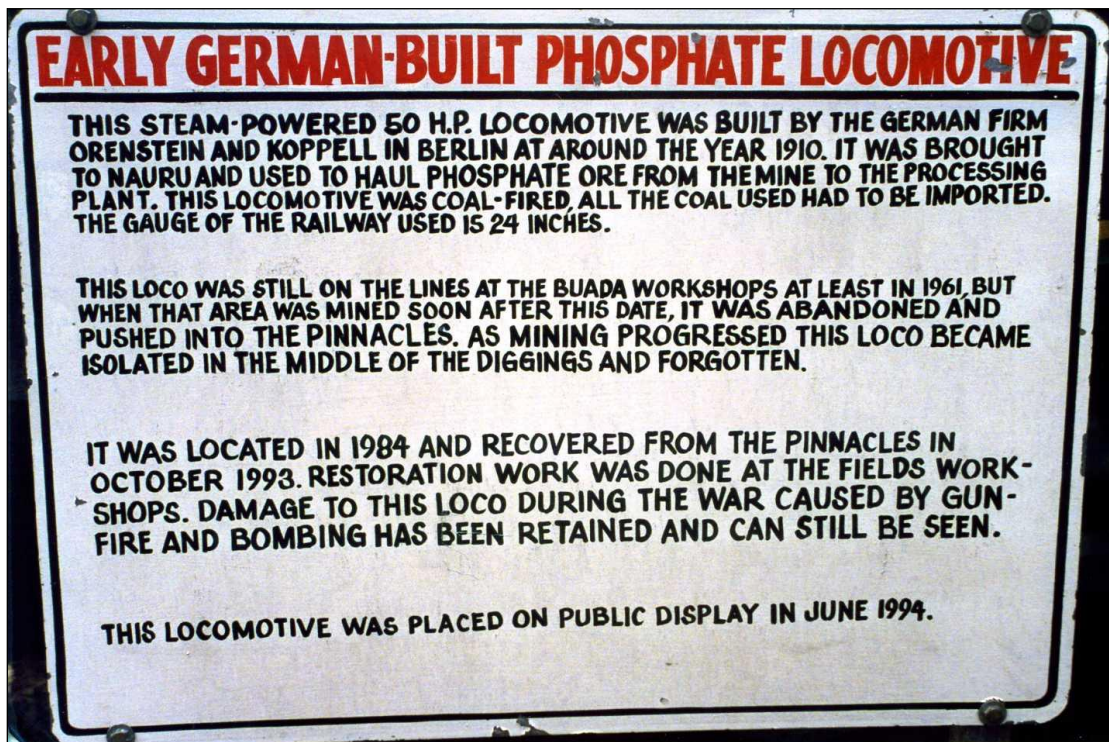 EARLY GERMAN-BUILT PHOSPHATE LOCOMOTIVE
THIS STEAM-POWERED 50 H.P. LOCOMOTIVE WAS BUILT BY THE GERMAN FIRM
ORENSTEIN AND KOPPELL IN BERLIN AT AROUND THE YEAR 1910. IT WAS BROUGHT
TO NAURU AND USED TO HAUL PHOSPHATE ORE FROM THE MINE TO THE PROCESSING
PLANT. THIS LOCOMOTIVE WAS COAL-FIRED, ALL THE COAL USED HAD TO BE IMPORTED.
THE GAUGE OF THE RAILWAY USED IS 24 INCHES.
THIS LOCO WAS STILL ON THE LINES AT THE BUADA WORKSHOPS AT LEAST IN 1961, BUT
WHEN THAT AREA WAS MINED SOON AFTER THIS DATE, IT WAS ABANDONED AND
PUSHED INTO THE PINNACLES. AS MINING PROGRESSED THIS LOCO BECAME
ISOLATED IN THE MIDDLE OF THE DIGGINGS AND FORGOTTEN.
IT WAS LOCATED IN 1984 AND RECOVERED FROM THE PINNACLES IN
OCTOBER 1993. RESTORATION WORK WAS DONE AT THE FIELDS WORK-
SHOPS. DAMAGE TO THIS LOCO DURING THE WAR CAUSED BY GUN-
FIRE AND BOMBING HAS BEEN RETAINED AND CAN STILL BE SEEN.
THIS LOCOMOTIVE WAS PLACED ON PUBLIC DISPLAY IN JUNE 1994.